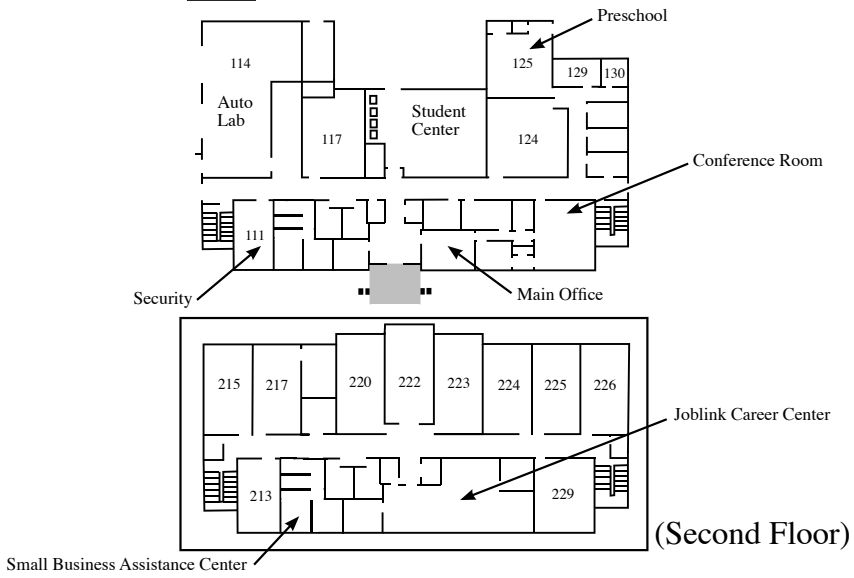 Preschool
114
125
129
130
Auto
Lab
Student
Center
117
124
Conference Room
111
Security
Main Office
215
217
220
222
223
224
225
226
Joblink Career Center
213
229
(Second Floor)
Small Business Assistance Center